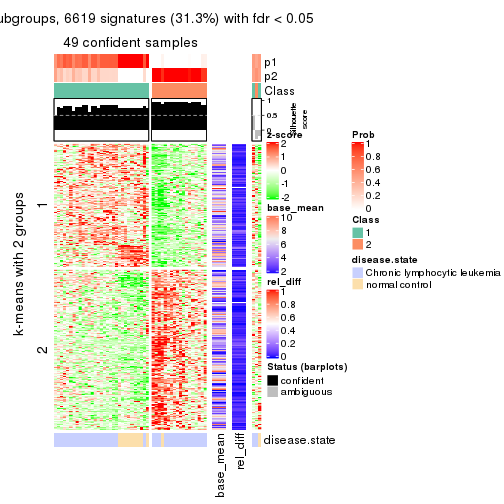 ubgroups, 6619 signatures (31.3%) with fdr < 0.05
49 confident samples
p1
p2
Class
1
0.5
0
Silhouette
score
k-means with 2 groups
1
2
z-score
2
1
0
-1
-2
base_mean
10
8
6
4
2
rel_diff
1
0.8
0.6
0.4
0.2
0
Status (barplots)
confident
ambiguous
Prob
1
0.8
0.6
0.4
0.2
0
Class
1
2
disease.state
Chronic lymphocytic leukemia
normal control
disease.state
base_mean
rel_diff